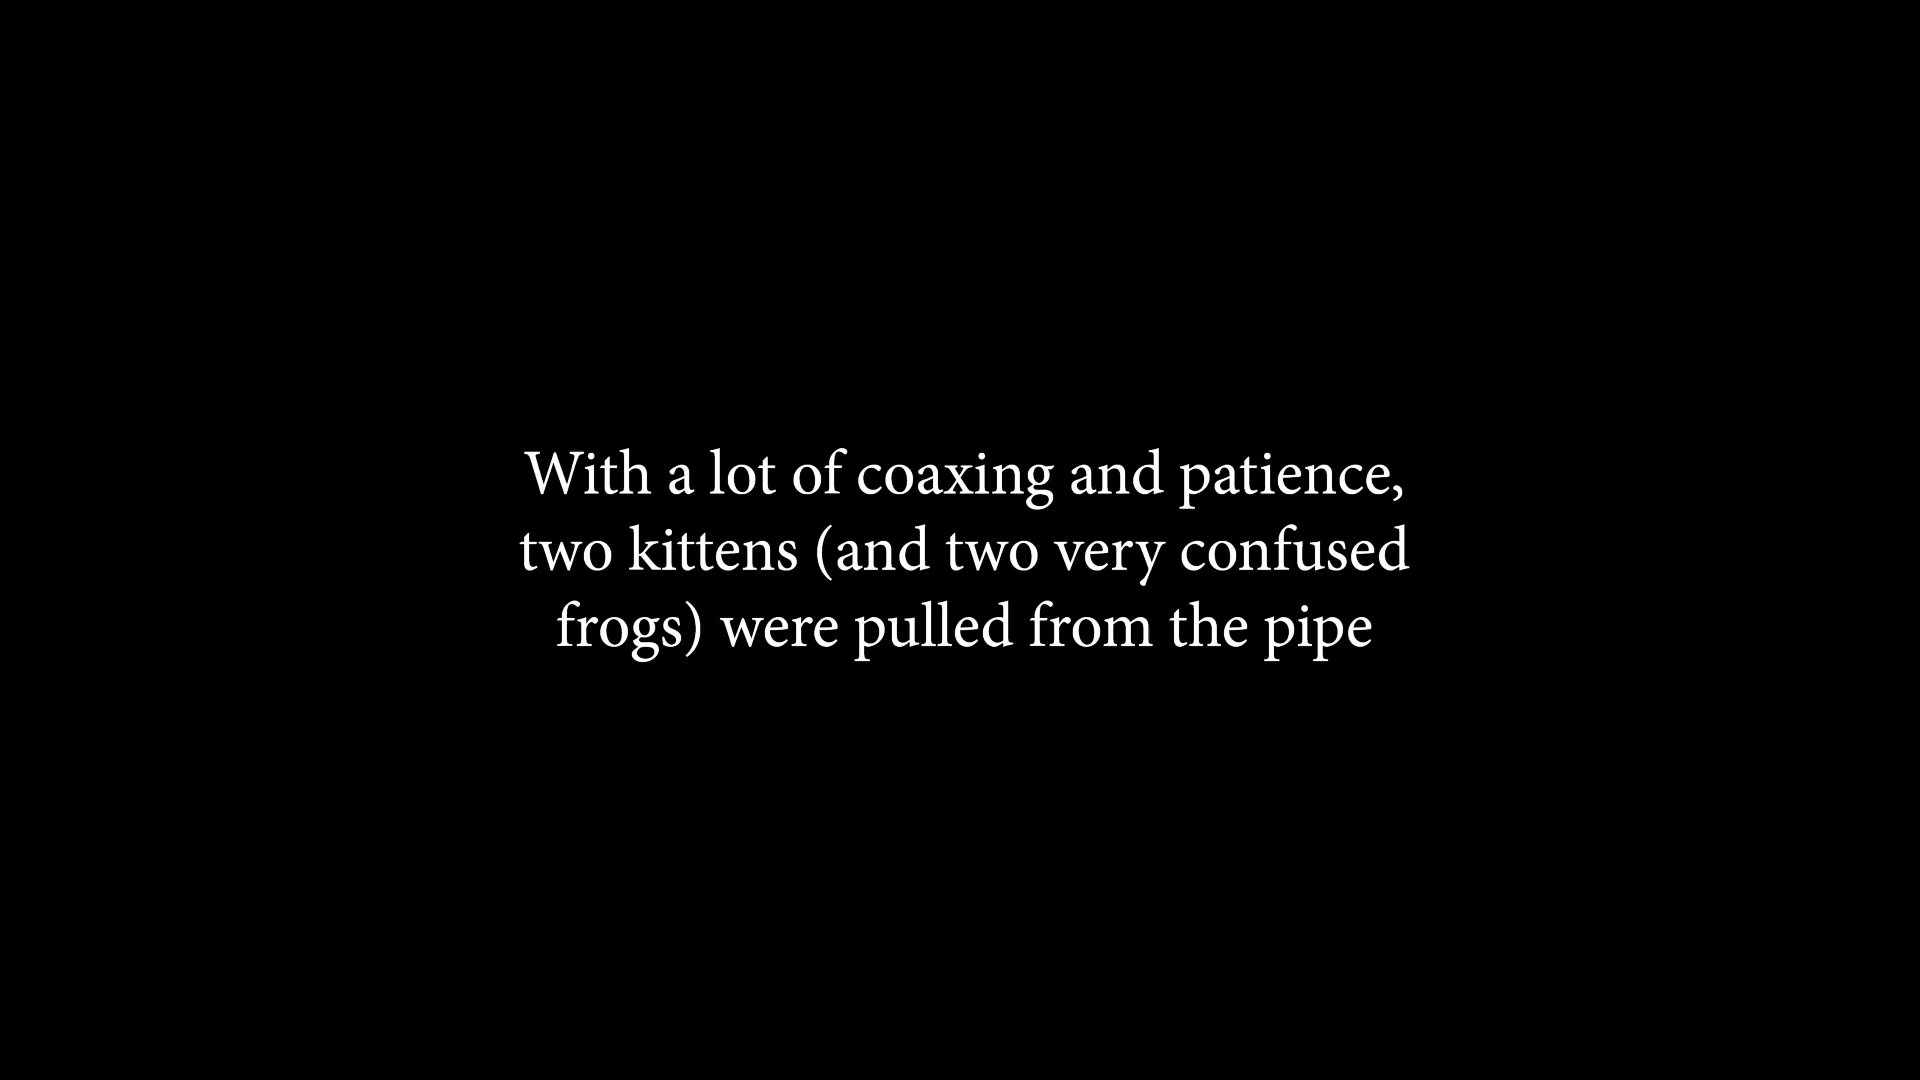 With a lot of coaxing and patience,
two kittens (and two very confused
frogs) were pulled from the pipe